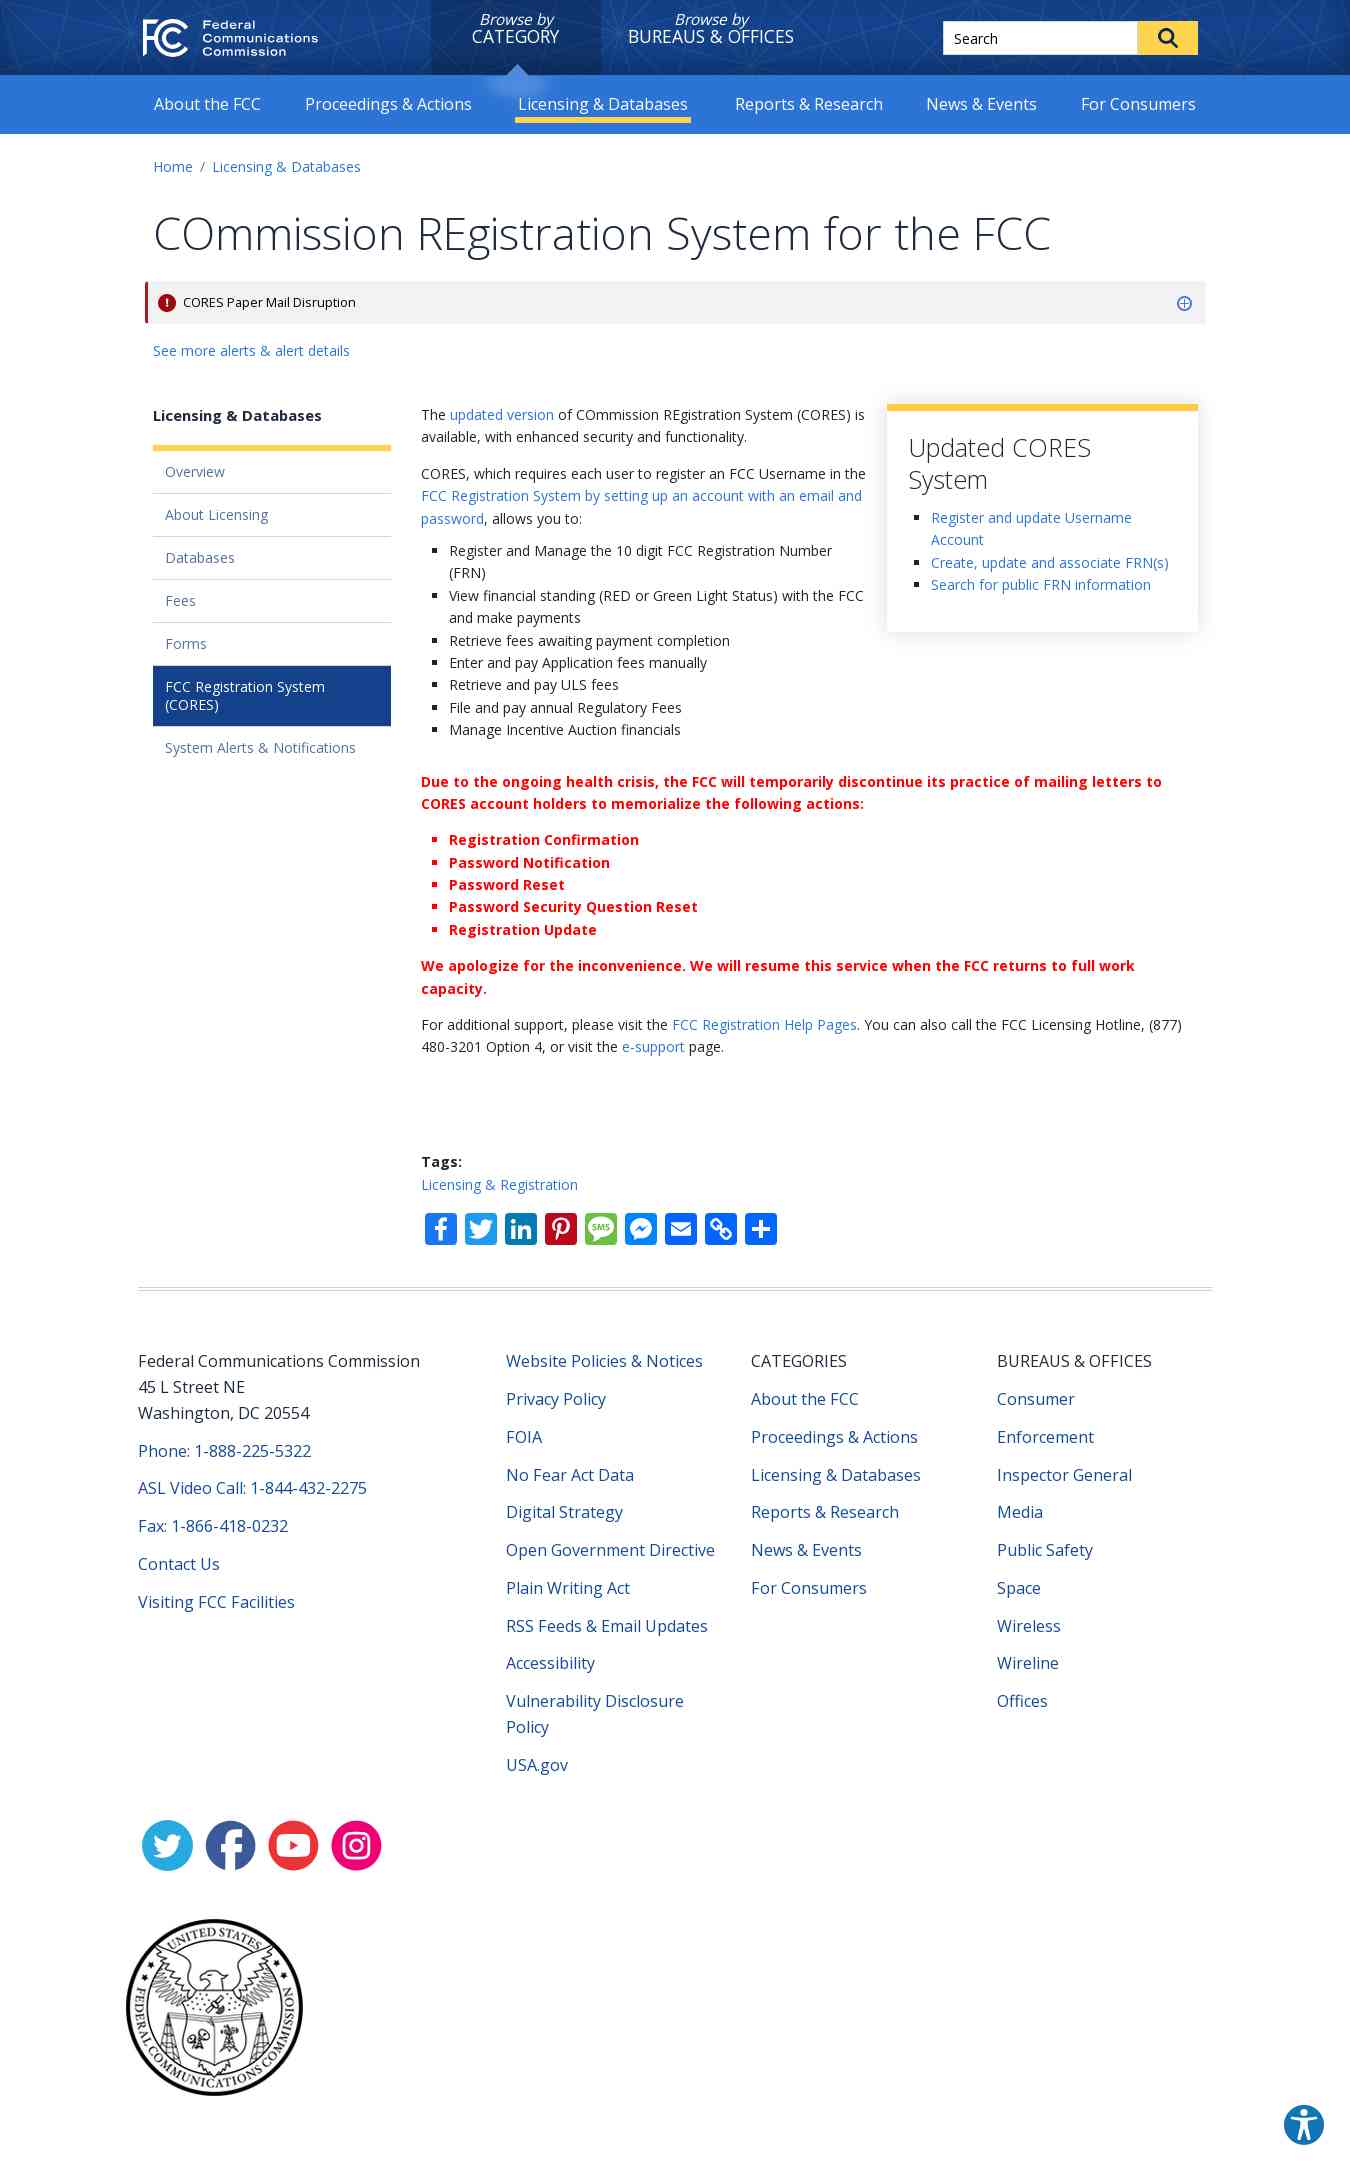 FCC Federal
Communications
Commission
Browse by
CATEGORY
Browse by
BUREAUS & OFFICES
Search
About the FCC
Proceedings & Actions
Licensing & Databases
Reports & Research
News & Events
For Consumers
Home / Licensing & Databases
COmmission REgistration System for the FCC
! CORES Paper Mail Disruption
See more alerts & alert details
Licensing & Databases
Overview
About Licensing
Databases
Fees
Forms
FCC Registration System
(CORES)
System Alerts & Notifications
The updated version of COmmission REgistration System (CORES) is
available, with enhanced security and functionality.
CORES, which requires each user to register an FCC Username in the
FCC Registration System by setting up an account with an email and
password, allows you to:
Register and Manage the 10 digit FCC Registration Number
(FRN)
View financial standing (RED or Green Light Status) with the FCC
and make payments
Retrieve fees awaiting payment completion
Enter and pay Application fees manually
Retrieve and pay ULS fees
File and pay annual Regulatory Fees
Manage Incentive Auction financials
Updated CORES
System
Register and update Username
Account
Create, update and associate FRN(s)
Search for public FRN information
Due to the ongoing health crisis, the FCC will temporarily discontinue its practice of mailing letters to
CORES account holders to memorialize the following actions:
Registration Confirmation
Password Notification
Password Reset
Password Security Question Reset
Registration Update
We apologize for the inconvenience. We will resume this service when the FCC returns to full work
capacity.
For additional support, please visit the FCC Registration Help Pages. You can also call the FCC Licensing Hotline, (877)
480-3201 Option 4, or visit the e-support page.
Tags:
Licensing & Registration
SMS
Federal Communications Commission
45 L Street NE
Washington, DC 20554
Phone: 1-888-225-5322
ASL Video Call: 1-844-432-2275
Fax: 1-866-418-0232
Contact Us
Visiting FCC Facilities
Website Policies & Notices
Privacy Policy
FOIA
No Fear Act Data
Digital Strategy
Open Government Directive
Plain Writing Act
RSS Feeds & Email Updates
Accessibility
Vulnerability Disclosure
Policy
USA.gov
CATEGORIES
About the FCC
Proceedings & Actions
Licensing & Databases
Reports & Research
News & Events
For Consumers
BUREAUS & OFFICES
Consumer
Enforcement
Inspector General
Media
Public Safety
Space
Wireless
Wireline
Offices
UNITED STATES
FEDERAL COMMUNICATIONS COMMISSION